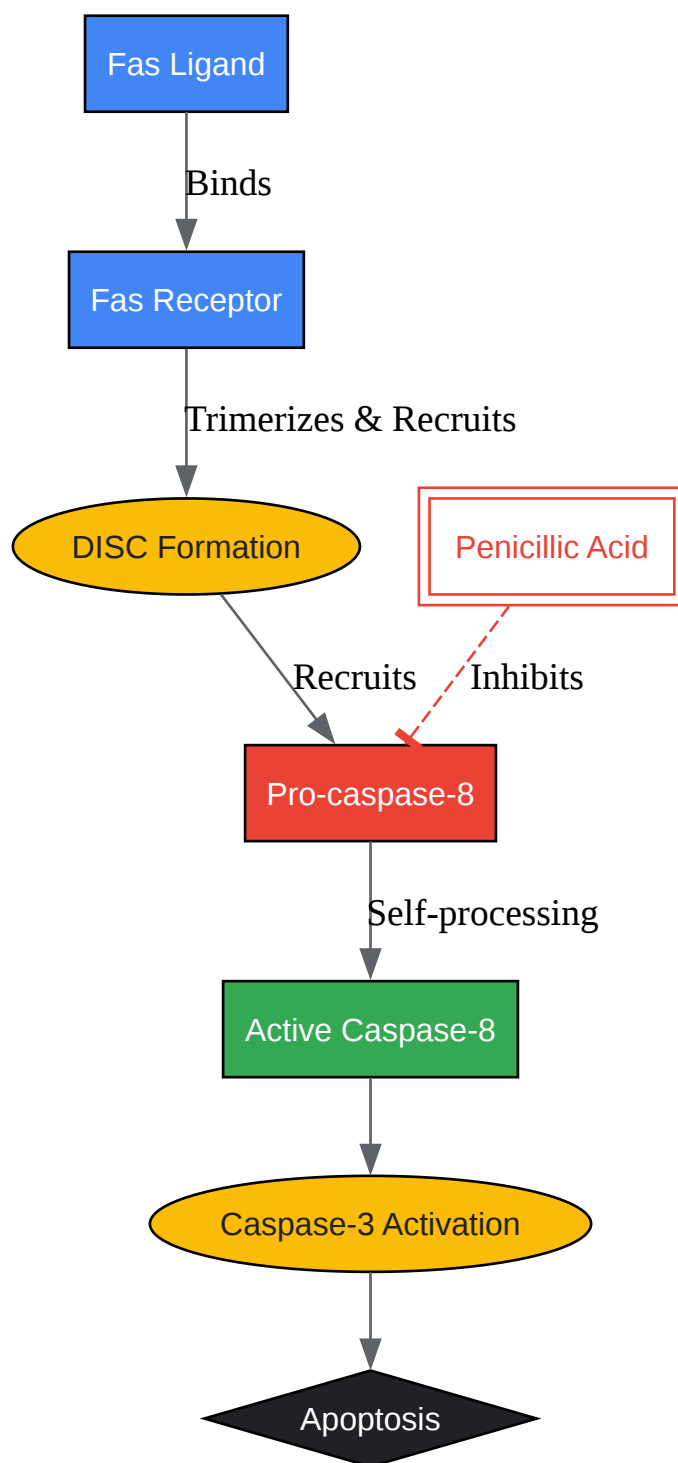 Fas Ligand
Binds
Fas Receptor
Trimerizes & Recruits
DISC Formation
Penicillic Acid
Recruits
Inhibits
Pro-caspase-8
Self-processing
Active Caspase-8
Caspase-3 Activation
Apoptosis